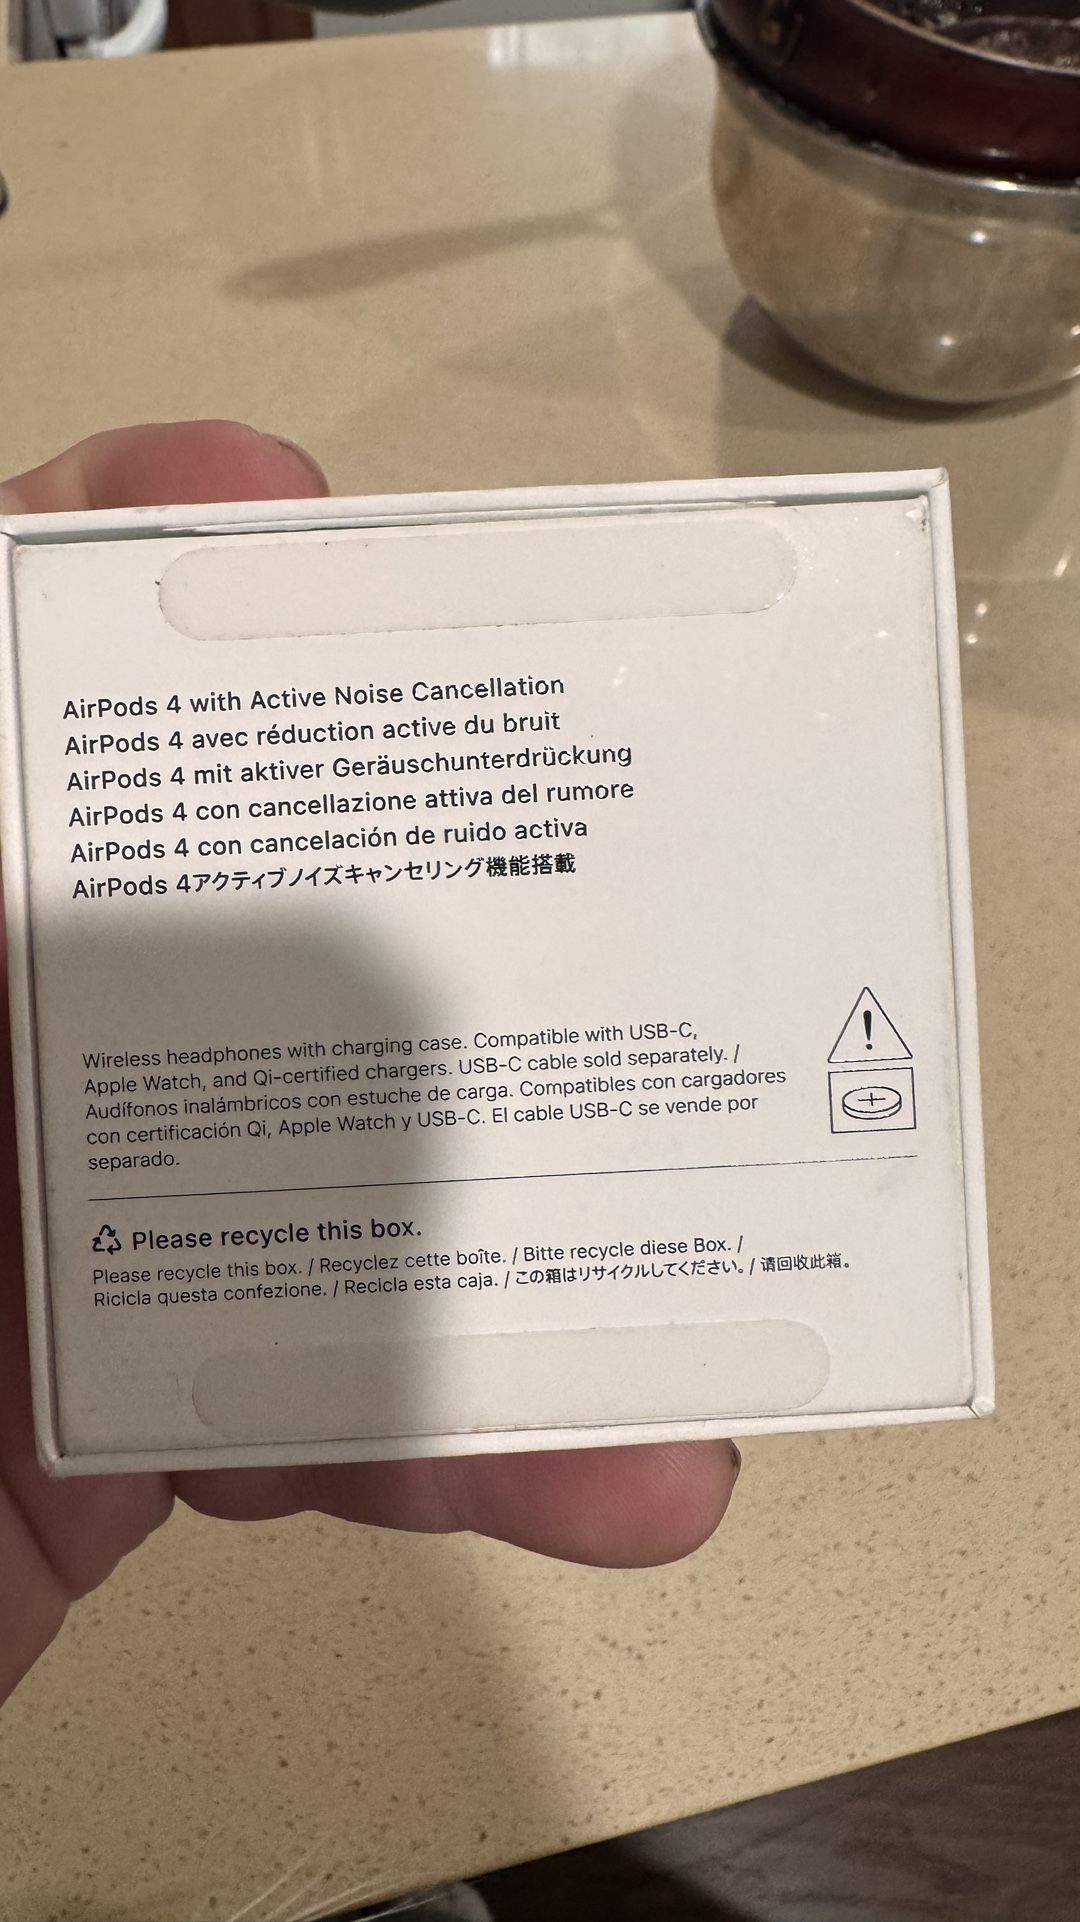 AirPods 4 with Active Noise Cancellation
AirPods 4 avec réduction active du bruit
AirPods 4 mit aktiver Geräuschunterdrückung
AirPods 4 con cancellazione attiva del rumore
AirPods 4 con cancelación de ruido activa
AirPods 4アクティブノイズキャンセリング機能搭載
Wireless headphones with charging case. Compatible with USB-C,
Apple Watch, and Qi-certified chargers. USB-C cable sold separately. /
Audífonos inalámbricos con estuche de carga. Compatibles con cargadores
con certificación Qi, Apple Watch y USB-C. El cable USB-C se vende por
separado.
Please recycle this box.
Please recycle this box. / Recyclez cette boîte. / Bitte recycle diese Box. /
Ricicla questa confezione. / Recicla esta caja. / この箱はリサイクルしてください。/ 请回收此箱。